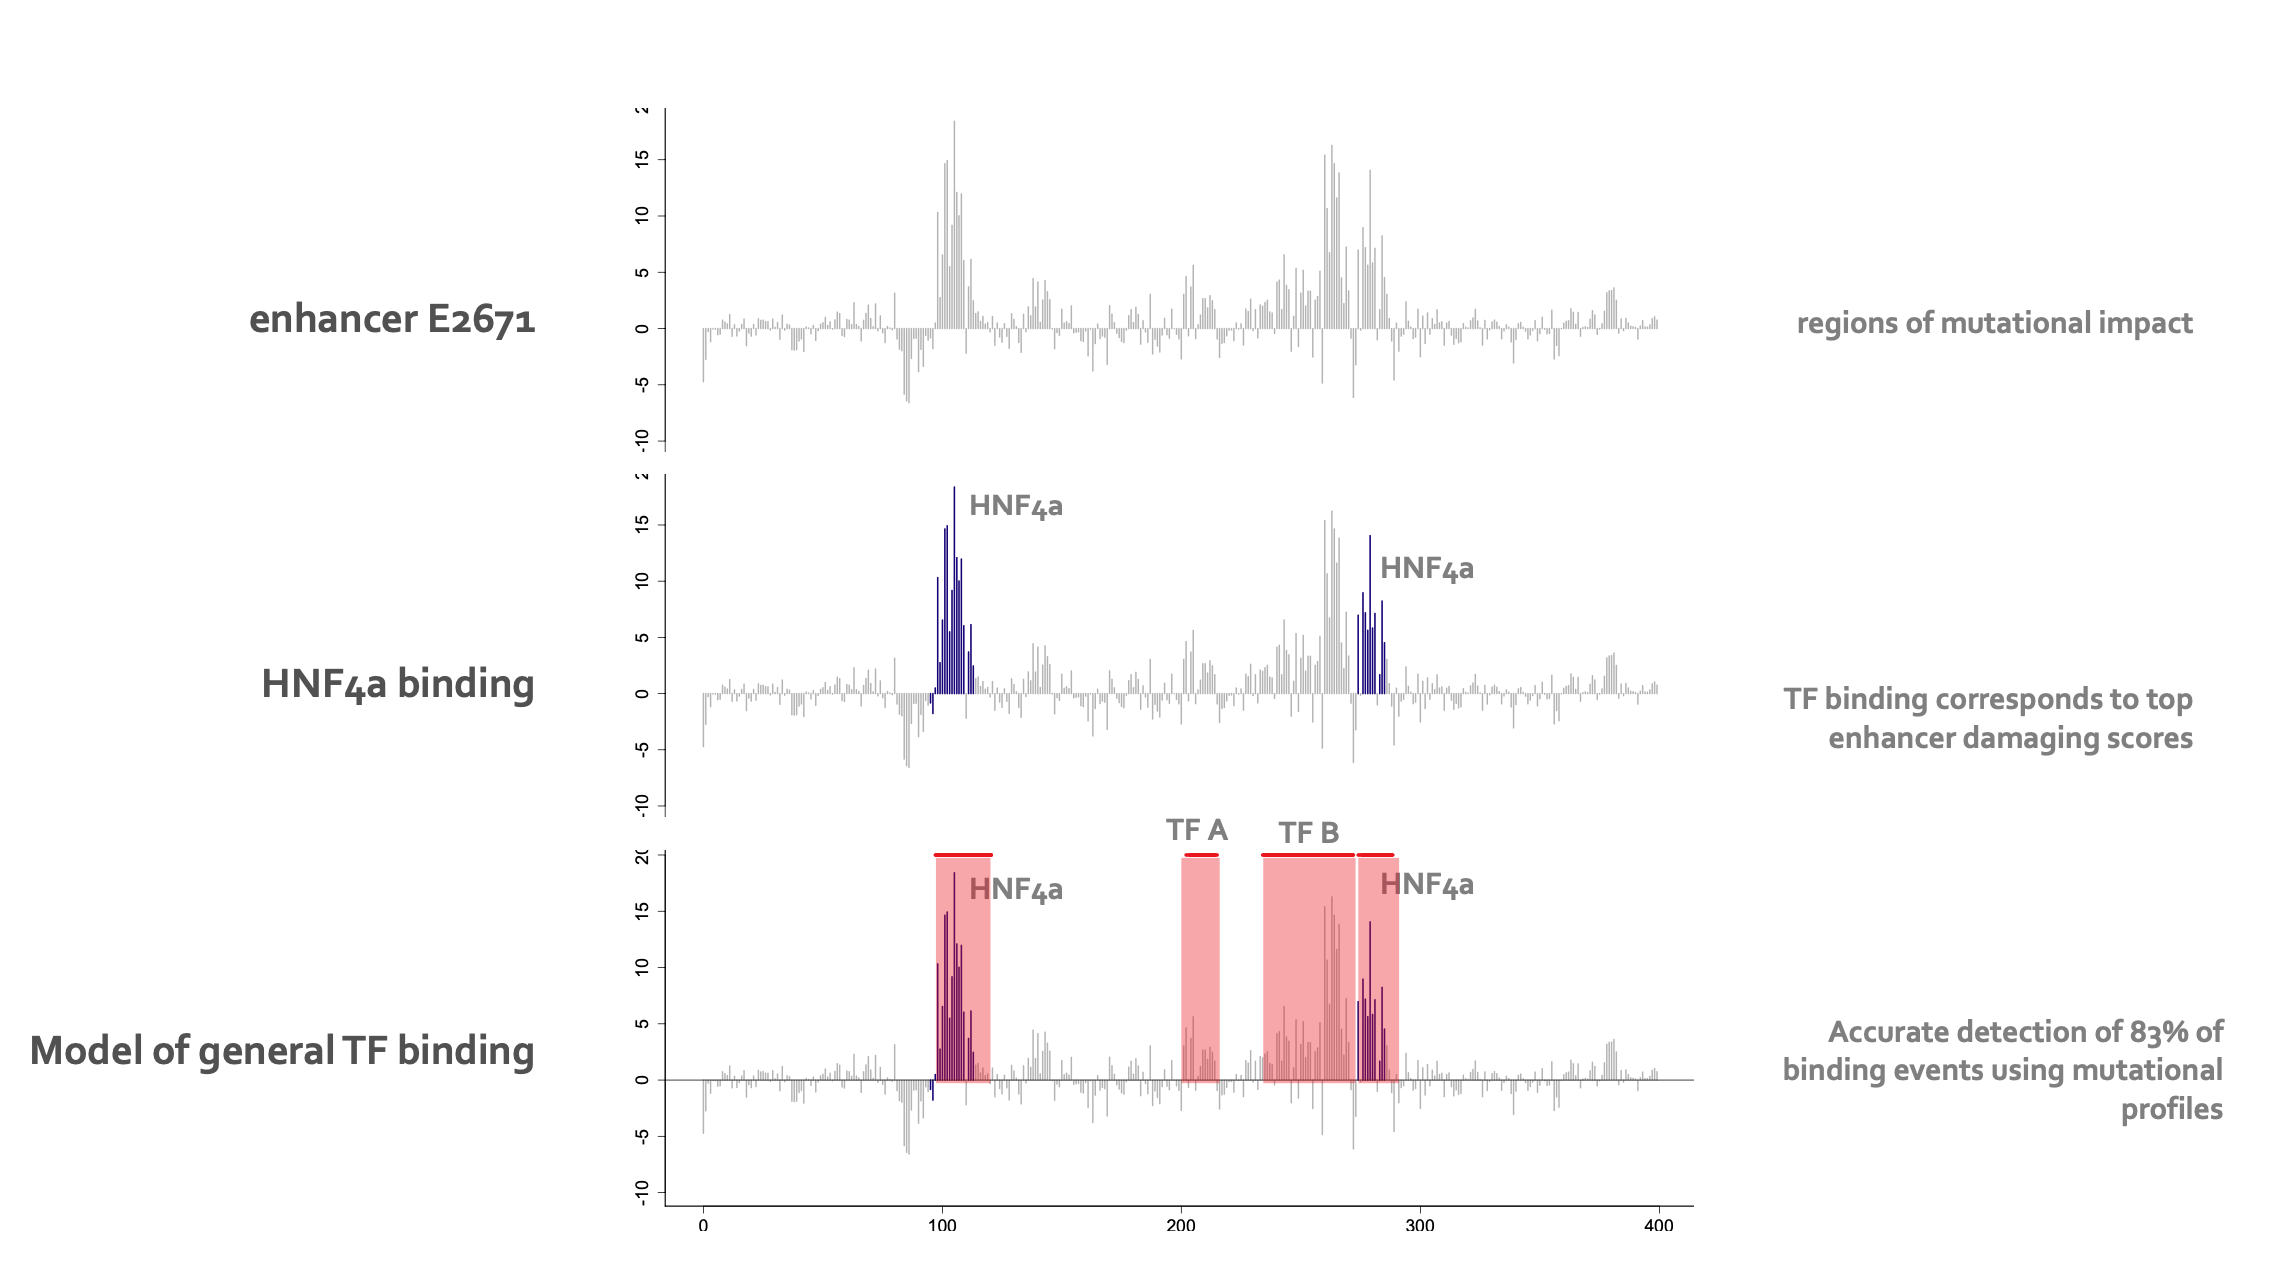 15
10
5
0
-5
-10
enhancer E2671
regions of mutational impact
HNF4a
HNF4a
15
10
5
0
-5
-10
HNF4a binding
TF binding corresponds to top
enhancer damaging scores
TF A
TF B
HNF4a
HNF4a
20
15
10
5
0
-5
-10
Model of general TF binding
Accurate detection of 83% of
binding events using mutational
profiles
0 100 200 300 400